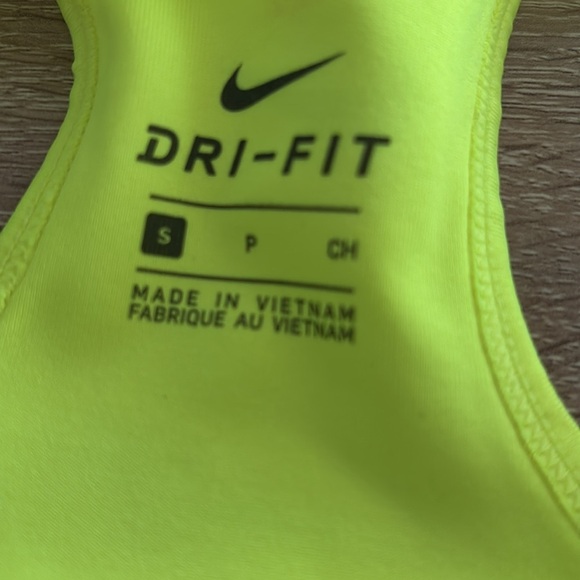 DRI-FIT
S P CH
MADE IN VIETNAM
FABRIQUE AU VIETNAM